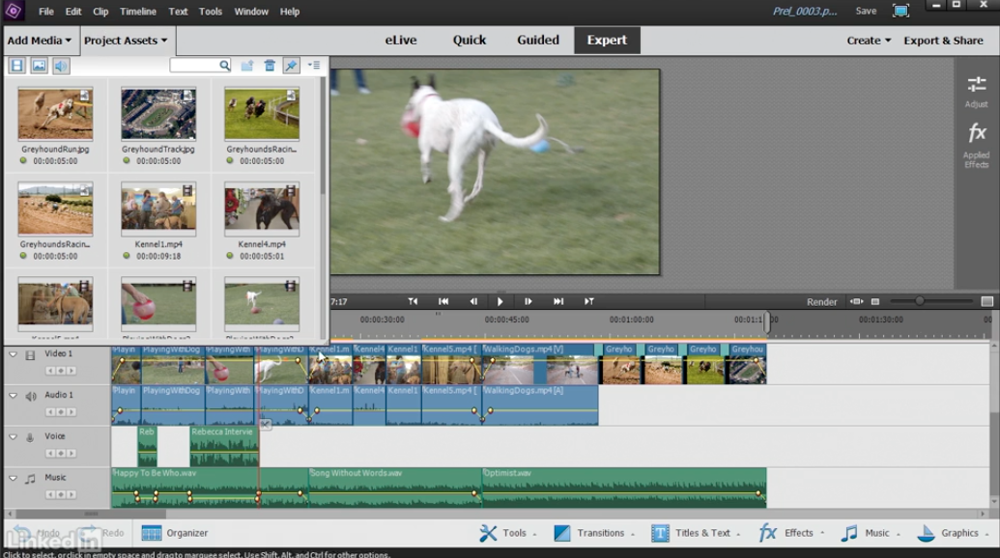 File Edit Clip Timeline Text Tools Window Help Prel_0003.p... Save
Add Media Project Assets eLive Quick Guided Expert Create Export & Share
GreyhoundRun.jpg GreyhoundTrack.jpg GreyhoundsRacin...
00:00:05:00 00:00:05:00 00:00:05:00
GreyhoundsRacin... Kennel1.mp4 Kennel4.mp4
00:00:05:00 00:00:09:18 00:00:05:01
Adjust
fx
Applied
Effects
7:17 Render
00:00:30:00 00:00:45:00 00:01:00:00 00:01:30:00
Video 1 Playin PlayingWithDog PlayingWith PlayingWithD Kennel1.m Kennel4 Kennel1 Kennel5.mp4 [ WalkingDogs.mp4 [V] Greyho Greyho Greyho Greyhou
Audio 1 Playin PlayingWithDog PlayingWith PlayingWithD Kennel1.m Kennel4 Kennel1 Kennel5.mp4 [ WalkingDogs.mp4 [A]
Voice Reb Rebecca Intervie
Music Happy To Be Who.wav Song Without Words.wav Optimist.wav
Undo Redo Organizer Tools Transitions Titles & Text fx Effects Music Graphics
Linked in
Click to select, or click in empty space and drag to marquee select. Use Shift, Alt, and Ctrl for other options.